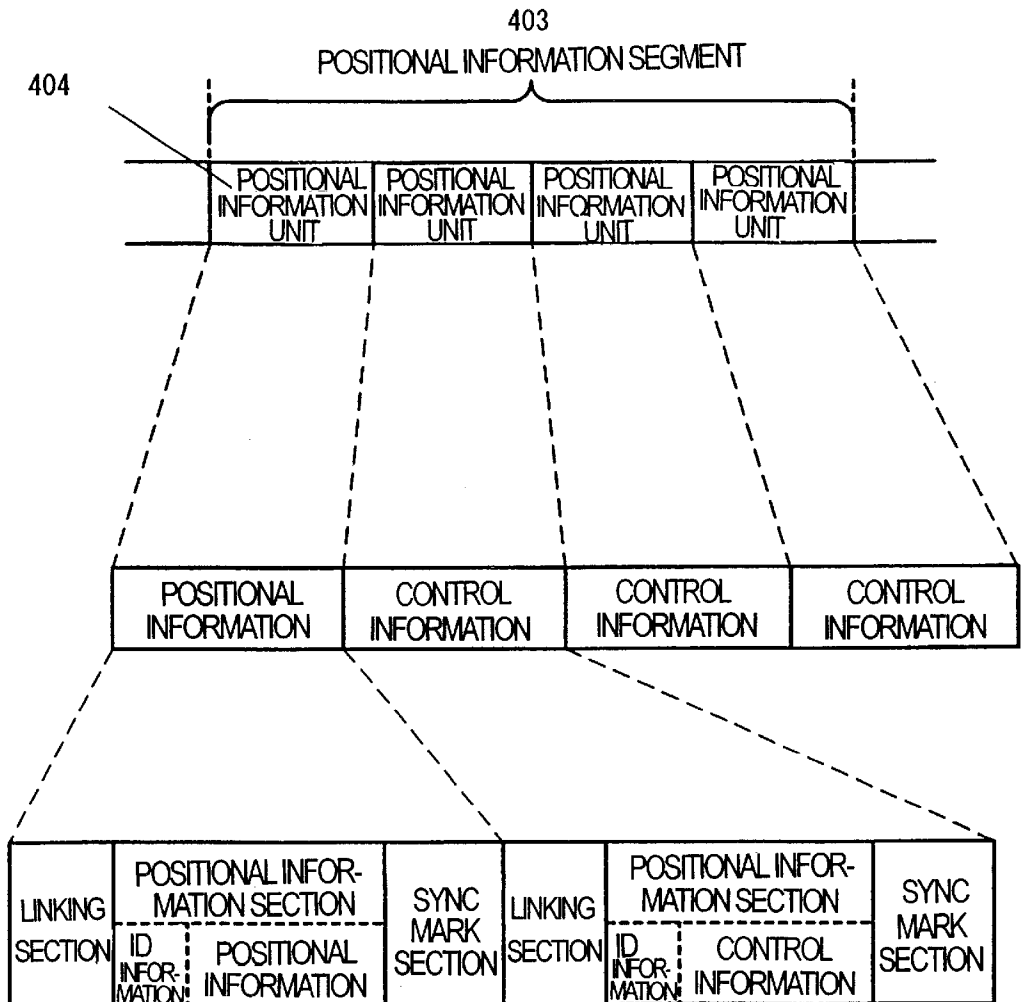 403
POSITIONAL INFORMATION SEGMENT
404
POSITIONAL
INFORMATION
UNIT
POSITIONAL
INFORMATION
UNIT
POSITIONAL
INFORMATION
UNIT
POSITIONAL
INFORMATION
UNIT
POSITIONAL
INFORMATION
CONTROL
INFORMATION
CONTROL
INFORMATION
CONTROL
INFORMATION
LINKING
SECTION
POSITIONAL INFOR-
MATION SECTION
ID
INFOR-
MATION
POSITIONAL
INFORMATION
SYNC
MARK
SECTION
LINKING
SECTION
POSITIONAL INFOR-
MATION SECTION
ID
INFOR-
MATION
CONTROL
INFORMATION
SYNC
MARK
SECTION